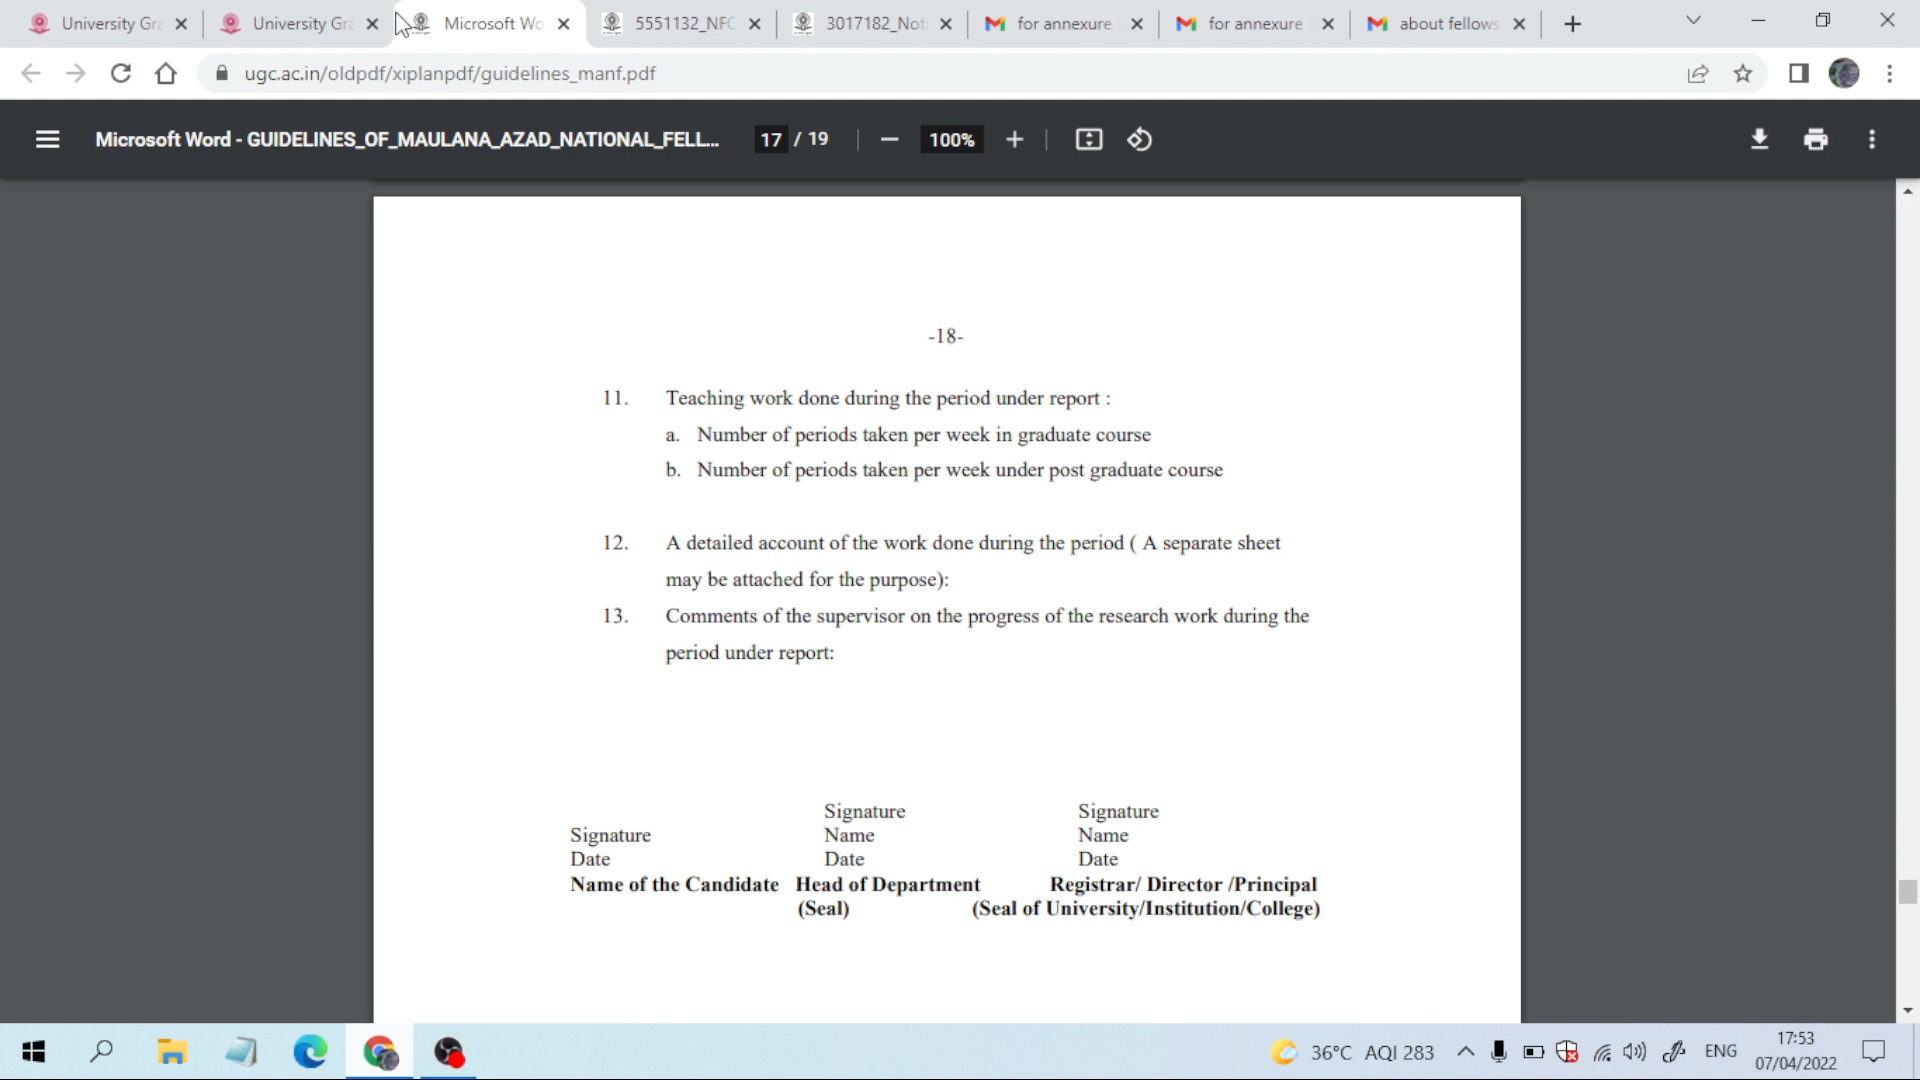 University Gra
University Gra
Microsoft Wo
5551132_NFC
3017182_Not
for annexure
for annexure
about fellows
ugc.ac.in/oldpdf/xiplanpdf/guidelines_manf.pdf
Microsoft Word - GUIDELINES_OF_MAULANA_AZAD_NATIONAL_FELL...
17 / 19
100%
-18-
11. Teaching work done during the period under report :
a. Number of periods taken per week in graduate course
b. Number of periods taken per week under post graduate course
12. A detailed account of the work done during the period ( A separate sheet
may be attached for the purpose):
13. Comments of the supervisor on the progress of the research work during the
period under report:
Signature Signature
Signature Name Name
Date Date Date
Name of the Candidate Head of Department Registrar/ Director /Principal
(Seal) (Seal of University/Institution/College)
36°C AQI 283
ENG
17:53
07/04/2022